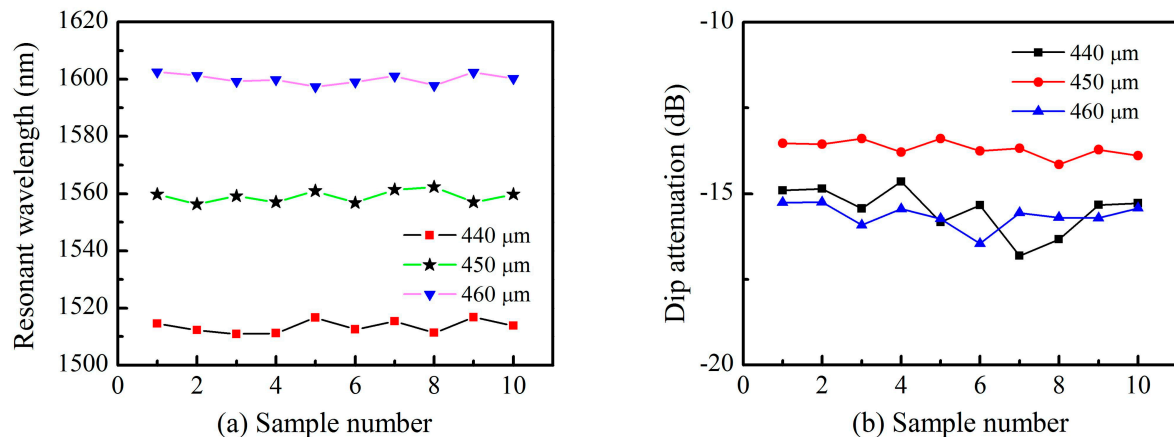 Resonant wavelength (nm)
1620
1600
1580
1560
1540
1520
1500
0 2 4 6 8 10
440 μm
450 μm
460 μm
(a) Sample number
Dip attenuation (dB)
-10
-15
-20
0 2 4 6 8 10
440 μm
450 μm
460 μm
(b) Sample number